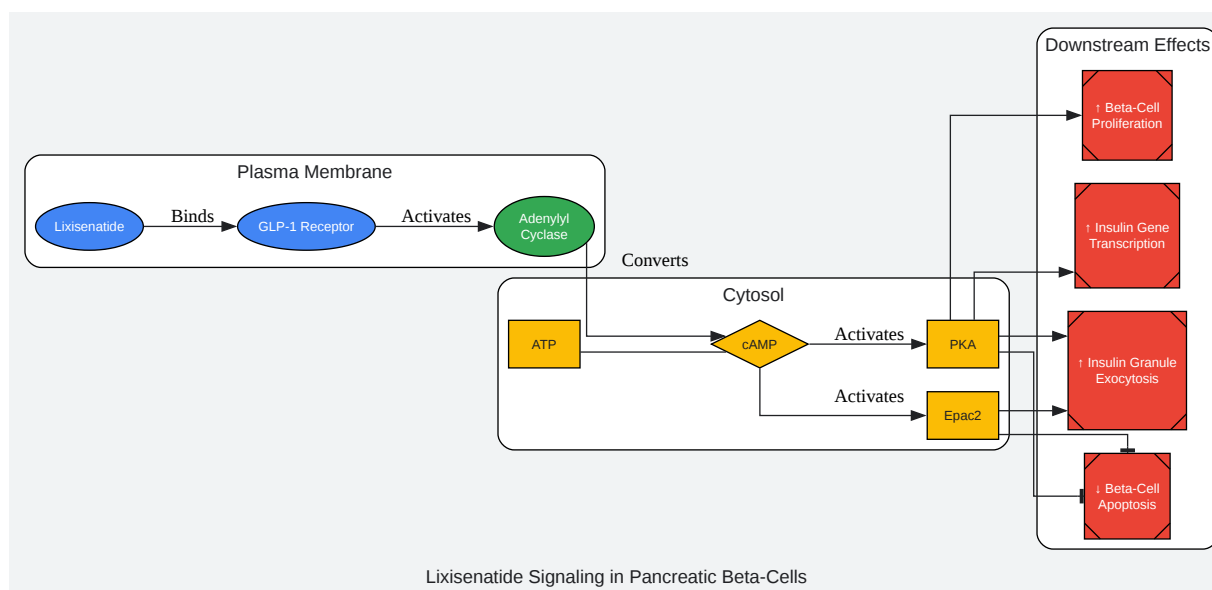 Downstream Effects
↑ Beta-Cell
Proliferation
Plasma Membrane
Lixisenatide
Binds
GLP-1 Receptor
Activates
Adenylyl
Cyclase
↑ Insulin Gene
Transcription
Converts
Cytosol
ATP
cAMP
Activates
PKA
↑ Insulin Granule
Exocytosis
Activates
Epac2
↓ Beta-Cell
Apoptosis
Lixisenatide Signaling in Pancreatic Beta-Cells